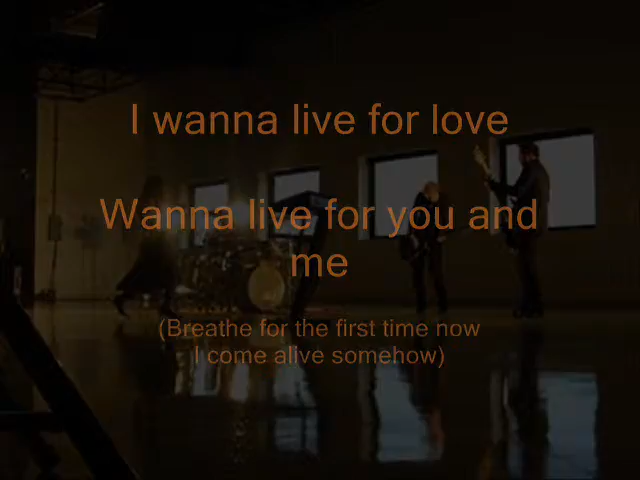 I wanna live for love
Wanna live for you and
me
(Breathe for the first time now
I come alive somehow)